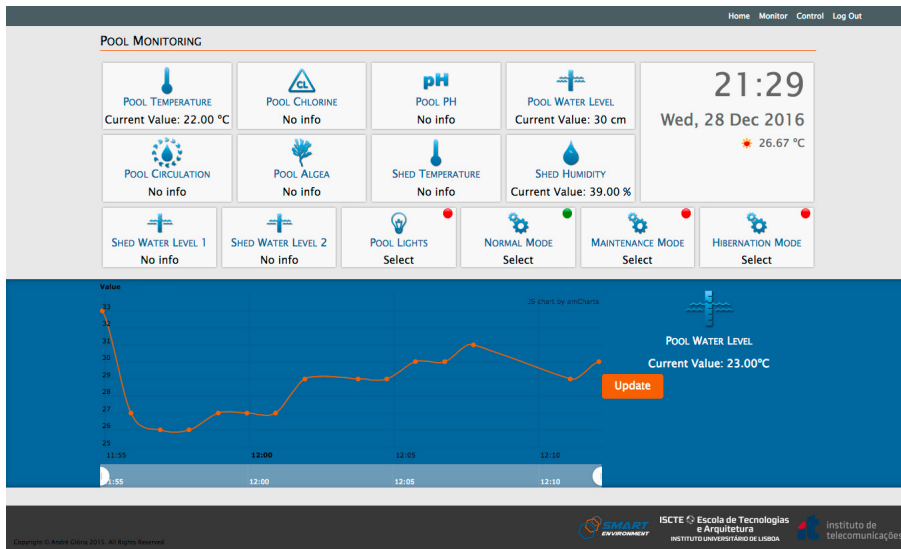 Home Monitor Control Log Out
POOL MONITORING
CL
pH
POOL TEMPERATURE
Current Value: 22.00 °C
POOL CHLORINE
No info
POOL PH
No info
POOL WATER LEVEL
Current Value: 30 cm
21:29
Wed, 28 Dec 2016
26.67 ºC
POOL CIRCULATION
No info
POOL ALGEA
No info
SHED TEMPERATURE
No info
SHED HUMIDITY
Current Value: 39.00 %
SHED WATER LEVEL 1
No info
SHED WATER LEVEL 2
No info
POOL LIGHTS
Select
NORMAL MODE
Select
MAINTENANCE MODE
Select
HIBERNATION MODE
Select
Value
JS chart by amCharts
33
32
31
30
29
28
27
26
25
11:55 12:00 12:05 12:10
1:55 12:00 12:05 12:10
POOL WATER LEVEL
Current Value: 23.00°C
Update
Copyright © André Glória 2015. All Rights Reserved
SMART
ENVIRONMENT
ISCTE Escola de Tecnologias
e Arquitetura
INSTITUTO UNIVERSITÁRIO DE LISBOA
instituto de
telecomunicações